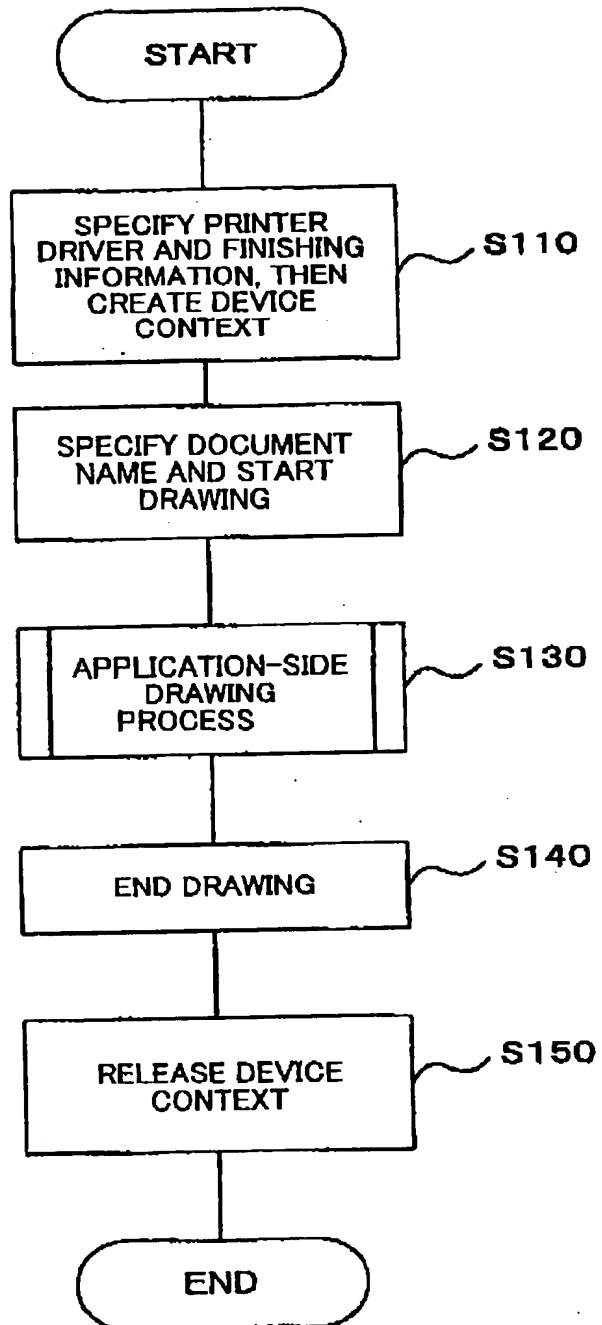 START
SPECIFY PRINTER
DRIVER AND FINISHING
INFORMATION, THEN
CREATE DEVICE
CONTEXT
S110
SPECIFY DOCUMENT
NAME AND START
DRAWING
S120
APPLICATION-SIDE
DRAWING
PROCESS
S130
END DRAWING
S140
RELEASE DEVICE
CONTEXT
S150
END